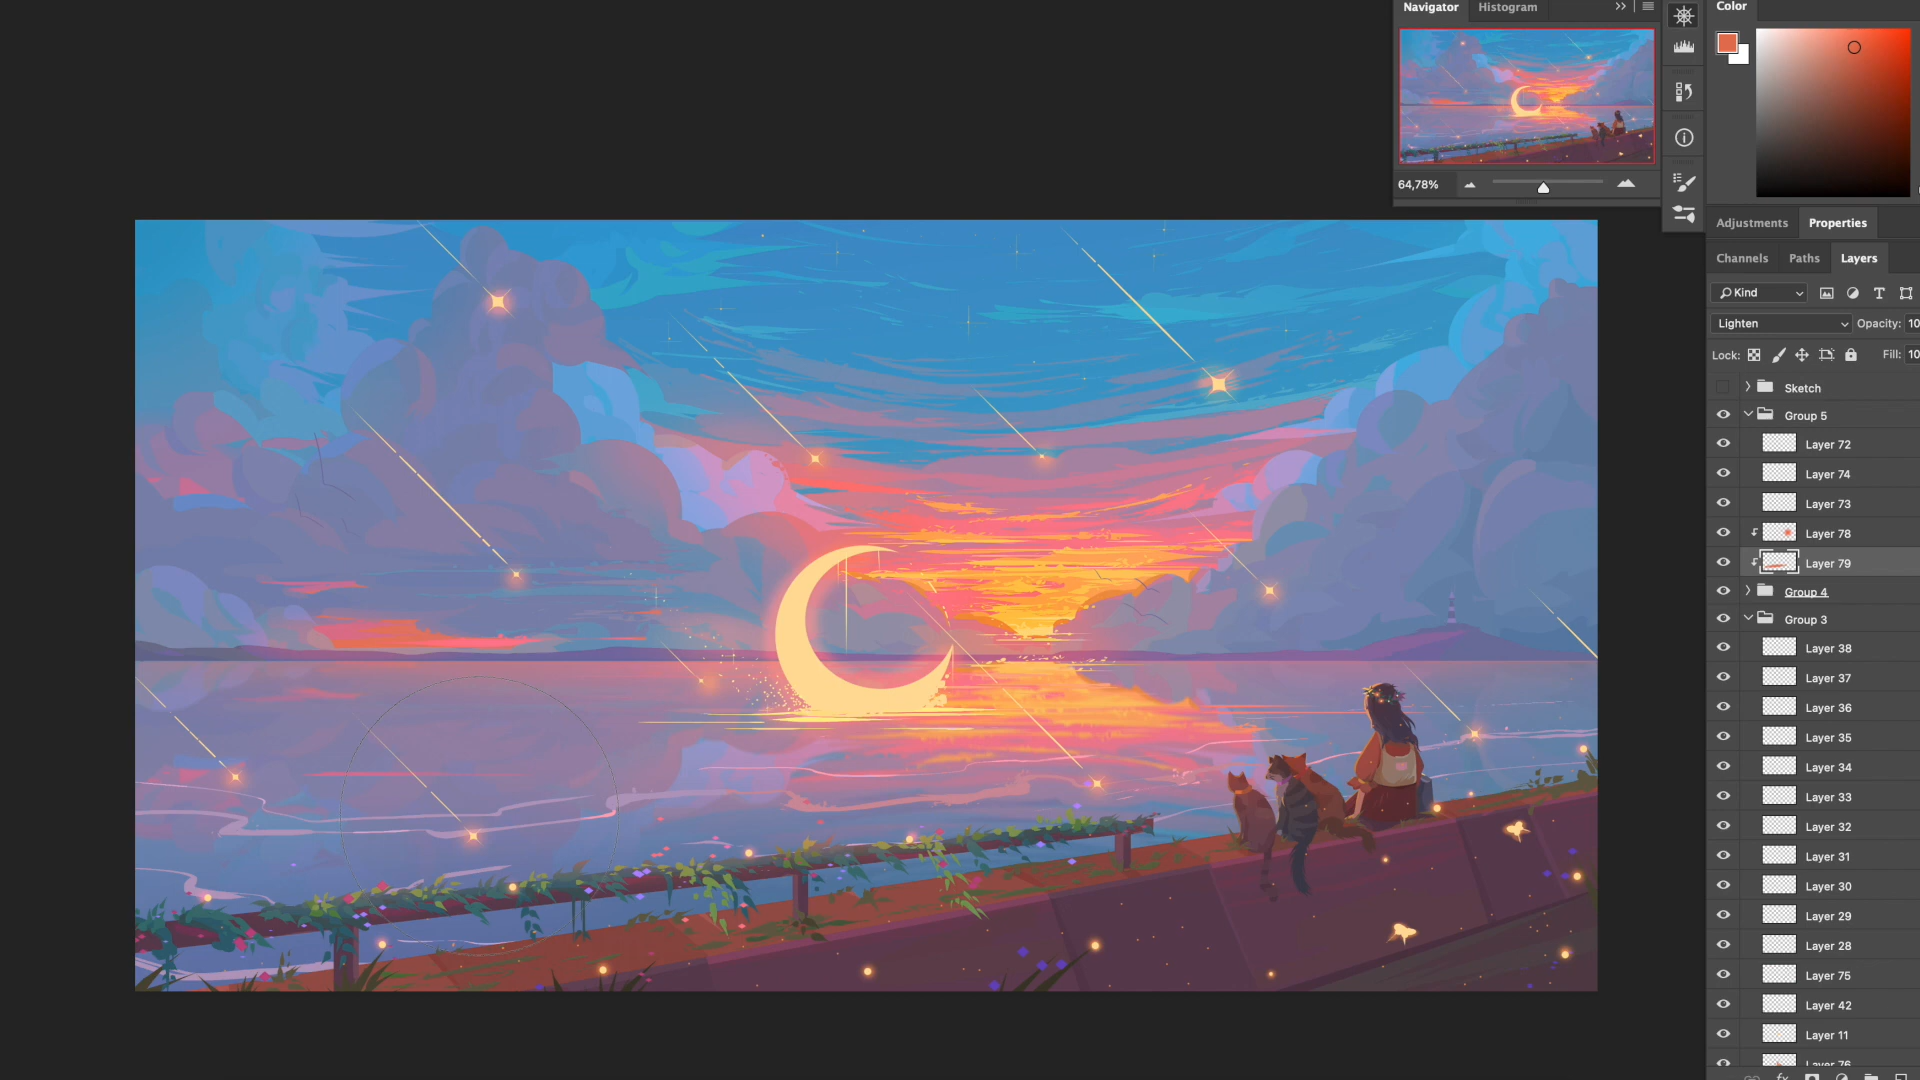 Navigator Histogram
Color
64,78%
Adjustments Properties
Channels Paths Layers
Kind
Lighten Opacity: 10
Lock: Fill: 10
Sketch
Group 5
Layer 72
Layer 74
Layer 73
Layer 78
Layer 79
Group 4
Group 3
Layer 38
Layer 37
Layer 36
Layer 35
Layer 34
Layer 33
Layer 32
Layer 31
Layer 30
Layer 29
Layer 28
Layer 75
Layer 42
Layer 11
Layer 76
fx